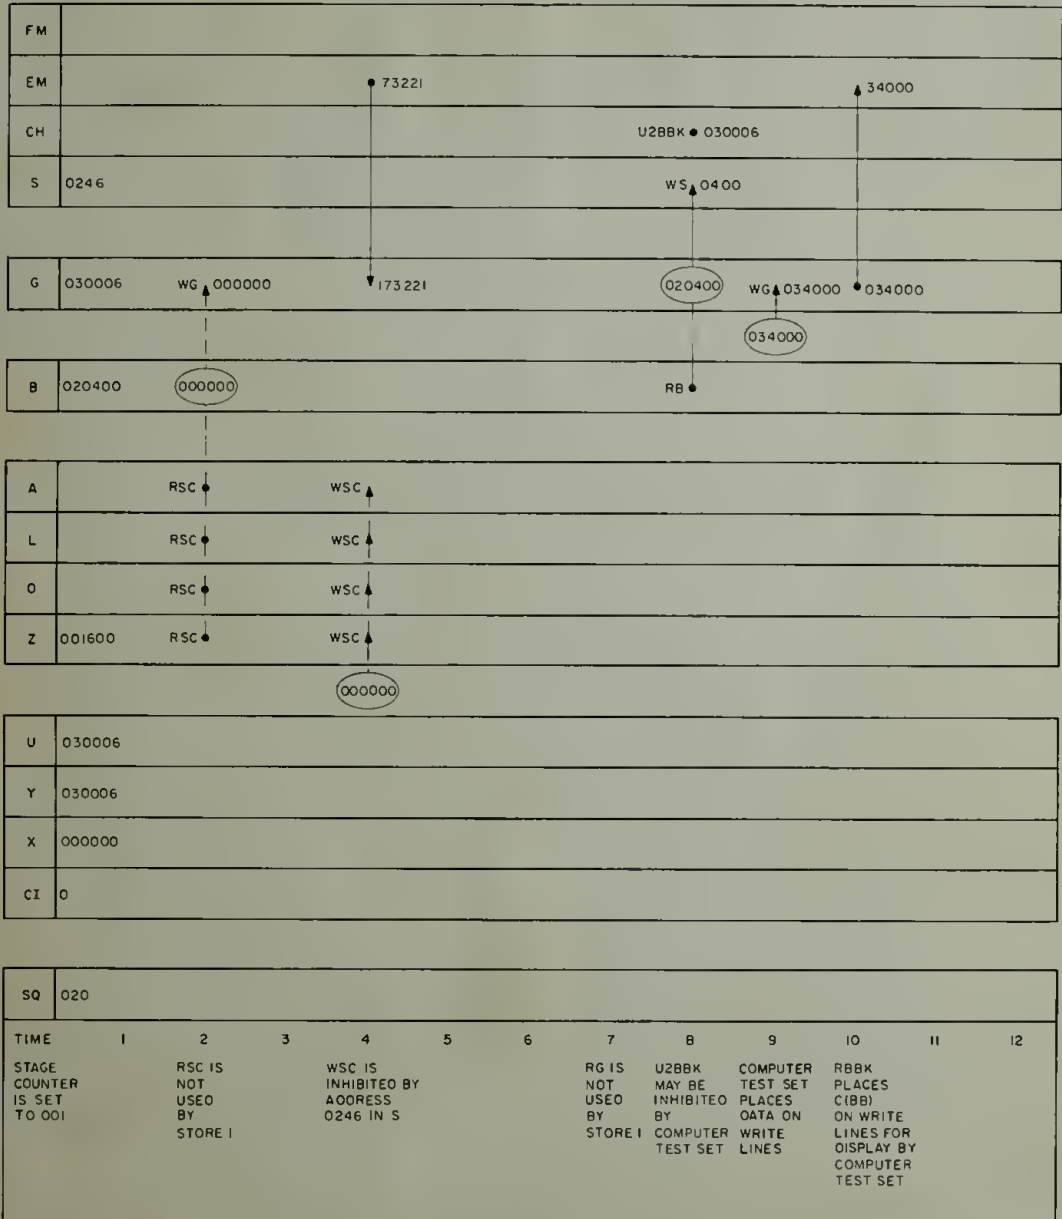 FM
EM 73221 34000
CH U2BBK 030006
S 0246 WS 0400
G 030006 WG 000000 173221 020400 WG 034000 034000
034000
B 020400 000000 RB
A RSC WSC
L RSC WSC
O RSC WSC
Z 001600 RSC WSC
000000
U 030006
Y 030006
X 000000
CI 0
SQ 020
TIME 1 2 3 4 5 6 7 8 9 10 11 12
STAGE RSC IS WSC IS RG IS U2BBK COMPUTER RBBK
COUNTER NOT INHIBITED BY NOT MAY BE TEST SET PLACES
IS SET USED ADDRESS USED INHIBITED PLACES C(BB)
TO 001 BY 0246 IN S BY BY DATA ON ON WRITE
STORE I STORE I COMPUTER WRITE LINES FOR
TEST SET LINES DISPLAY BY
COMPUTER
TEST SET